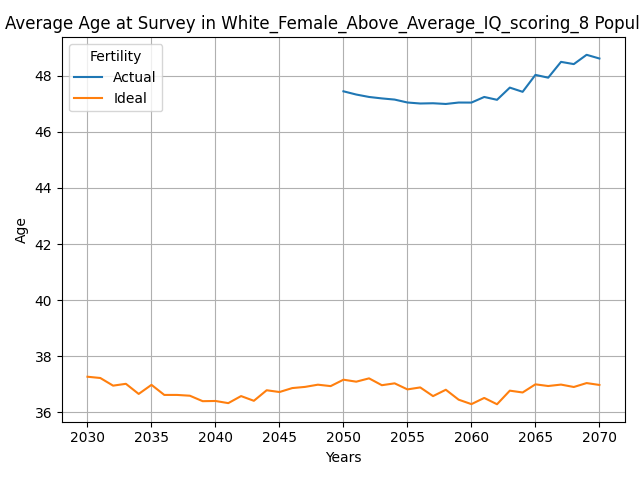 Average Age at Survey in White_Female_Above_Average_IQ_scoring_8 Popul
Fertility
Actual
Ideal
48
46
44
42
40
38
36
Age
2030 2035 2040 2045 2050 2055 2060 2065 2070
Years